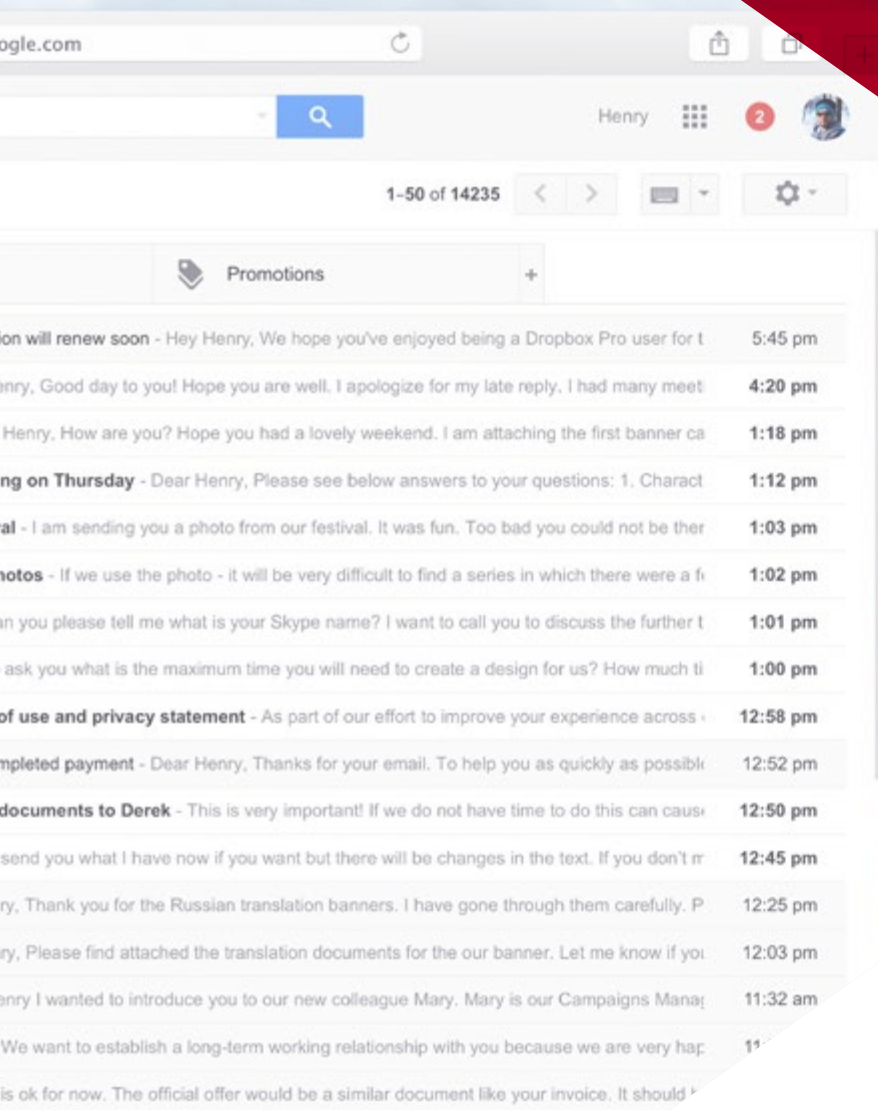 ogle.com
Henry
2
1-50 of 14235
Promotions
+
ion will renew soon - Hey Henry, We hope you've enjoyed being a Dropbox Pro user for t 5:45 pm
enry, Good day to you! Hope you are well. I apologize for my late reply. I had many meet 4:20 pm
Henry, How are you? Hope you had a lovely weekend. I am attaching the first banner ca 1:18 pm
ng on Thursday - Dear Henry, Please see below answers to your questions: 1. Charact 1:12 pm
al - I am sending you a photo from our festival. It was fun. Too bad you could not be ther 1:03 pm
hotos - If we use the photo - it will be very difficult to find a series in which there were a f 1:02 pm
an you please tell me what is your Skype name? I want to call you to discuss the further t 1:01 pm
ask you what is the maximum time you will need to create a design for us? How much ti 1:00 pm
of use and privacy statement - As part of our effort to improve your experience across 12:58 pm
mpleted payment - Dear Henry, Thanks for your email. To help you as quickly as possible 12:52 pm
documents to Derek - This is very important! If we do not have time to do this can cause 12:50 pm
send you what I have now if you want but there will be changes in the text. If you don't m 12:45 pm
ry, Thank you for the Russian translation banners. I have gone through them carefully. P 12:25 pm
ry, Please find attached the translation documents for the our banner. Let me know if you 12:03 pm
enry I wanted to introduce you to our new colleague Mary. Mary is our Campaigns Manag 11:32 am
We want to establish a long-term working relationship with you because we are very hap 11
is ok for now. The official offer would be a similar document like your invoice. It should